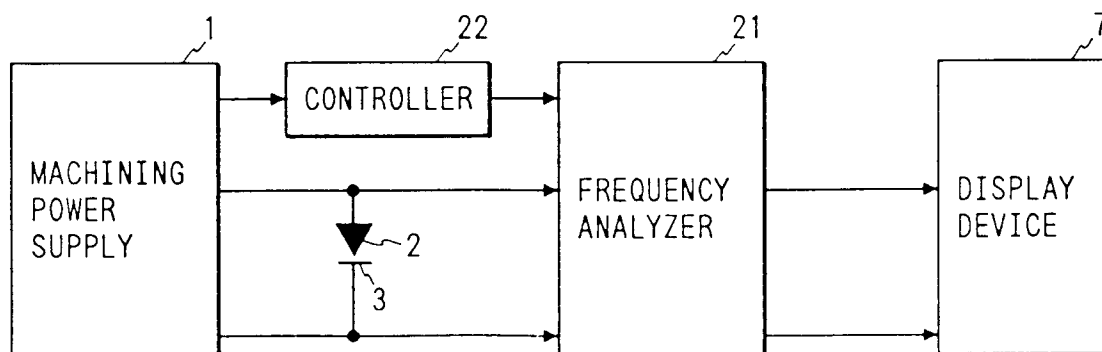 1
22
21
7
CONTROLLER
MACHINING
POWER
SUPPLY
2
3
FREQUENCY
ANALYZER
DISPLAY
DEVICE